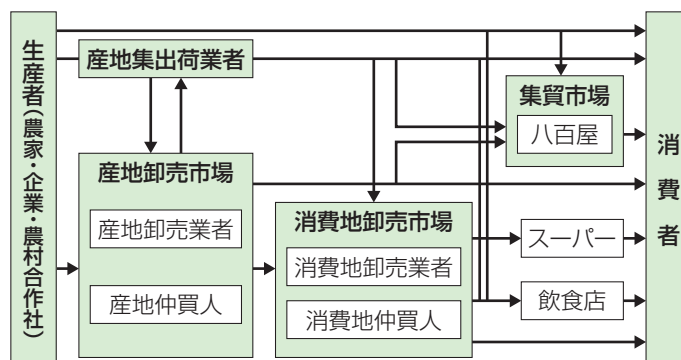 生産者（農家・企業・農村合作社）
産地集出荷業者
産地卸売市場
産地卸売業者
産地仲買人
消費地卸売市場
消費地卸売業者
消費地仲買人
集貿市場
八百屋
スーパー
飲食店
消費者